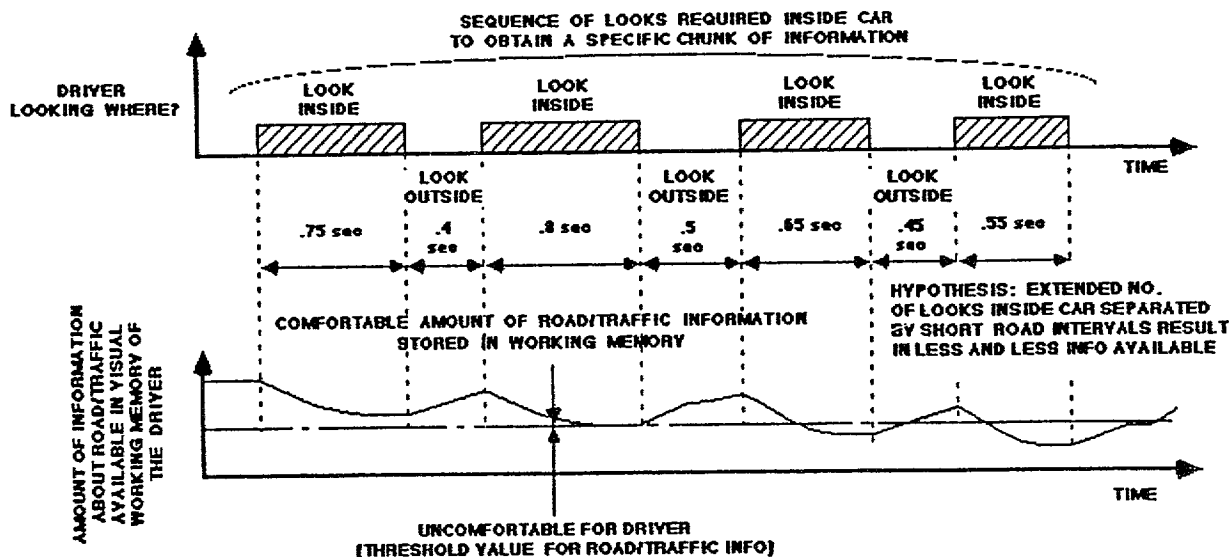 SEQUENCE OF LOOKS REQUIRED INSIDE CAR
TO OBTAIN A SPECIFIC CHUNK OF INFORMATION
DRIVER
LOOKING WHERE?
LOOK
INSIDE
LOOK
INSIDE
LOOK
INSIDE
LOOK
INSIDE
TIME
LOOK
OUTSIDE
LOOK
OUTSIDE
LOOK
OUTSIDE
.75 sec
.4
sec
.8 sec
.5
sec
.65 sec
.45
sec
.55 sec
HYPOTHESIS: EXTENDED NO.
OF LOOKS INSIDE CAR SEPARATED
BY SHORT ROAD INTERVALS RESULT
IN LESS AND LESS INFO AVAILABLE
COMFORTABLE AMOUNT OF ROAD/TRAFFIC INFORMATION
STORED IN WORKING MEMORY
AMOUNT OF INFORMATION
ABOUT ROAD/TRAFFIC
AVAILABLE IN VISUAL
WORKING MEMORY OF
THE DRIVER
TIME
UNCOMFORTABLE FOR DRIVER
(THRESHOLD VALUE FOR ROAD/TRAFFIC INFO)